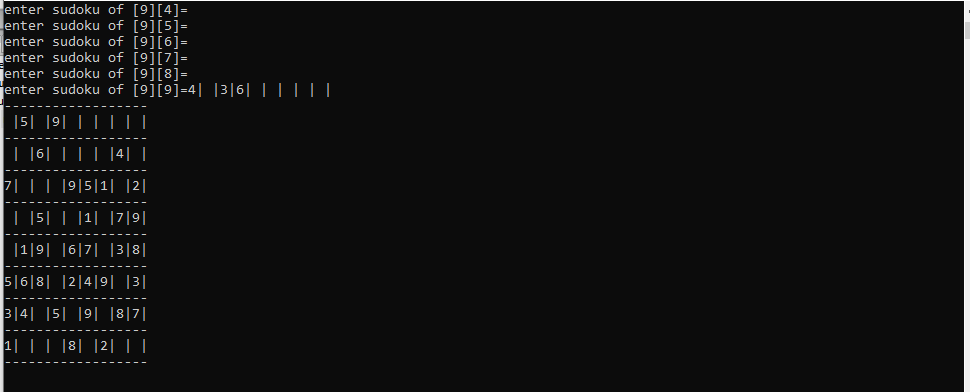 enter sudoku of [9][4]=
enter sudoku of [9][5]=
enter sudoku of [9][6]=
enter sudoku of [9][7]=
enter sudoku of [9][8]=
enter sudoku of [9][9]=4| |3|6| | | | | |
------------------
 |5| |9| | | | | |
------------------
 | |6| | | | |4| |
------------------
7| | | |9|5|1| |2|
------------------
 | |5| | |1| |7|9|
------------------
 |1|9| |6|7| |3|8|
------------------
5|6|8| |2|4|9| |3|
------------------
3|4| |5| |9| |8|7|
------------------
1| | | |8| |2| | |
------------------